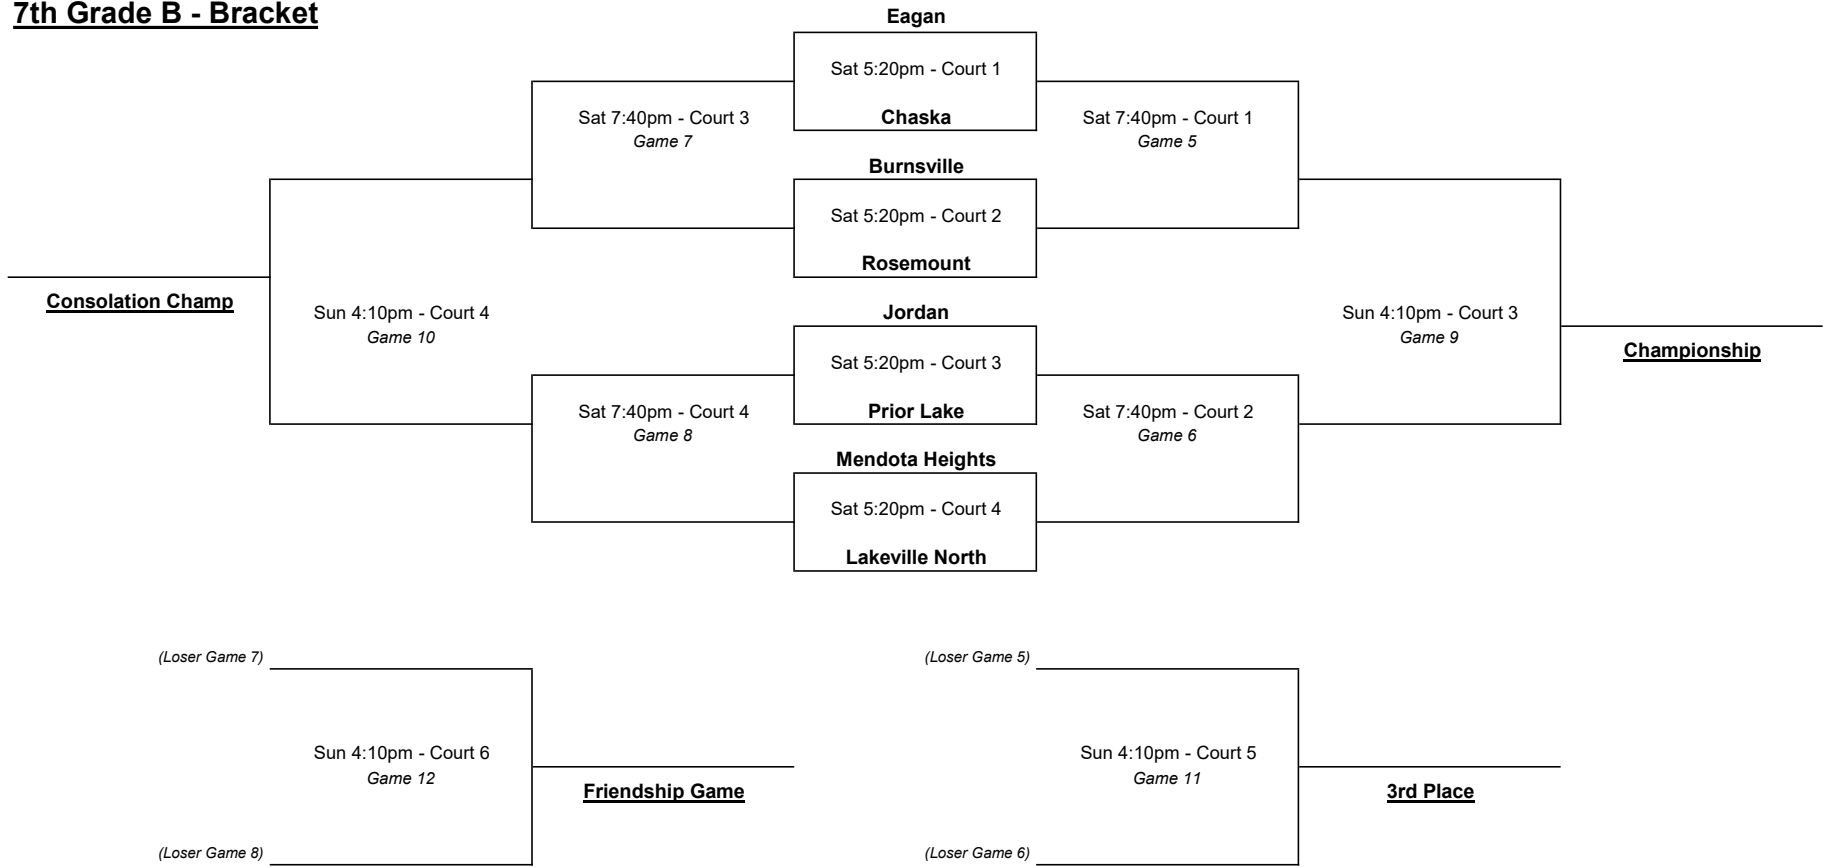 7th Grade B - Bracket
Eagan
Sat 5:20pm - Court 1
Chaska
Sat 7:40pm - Court 3
Game 7
Sat 7:40pm - Court 1
Game 5
Burnsville
Sat 5:20pm - Court 2
Rosemount
Consolation Champ
Sun 4:10pm - Court 4
Game 10
Jordan
Sat 5:20pm - Court 3
Prior Lake
Sun 4:10pm - Court 3
Game 9
Championship
Sat 7:40pm - Court 4
Game 8
Sat 7:40pm - Court 2
Game 6
Mendota Heights
Sat 5:20pm - Court 4
Lakeville North
(Loser Game 7)
Sun 4:10pm - Court 6
Game 12
Friendship Game
(Loser Game 8)
(Loser Game 5)
Sun 4:10pm - Court 5
Game 11
3rd Place
(Loser Game 6)